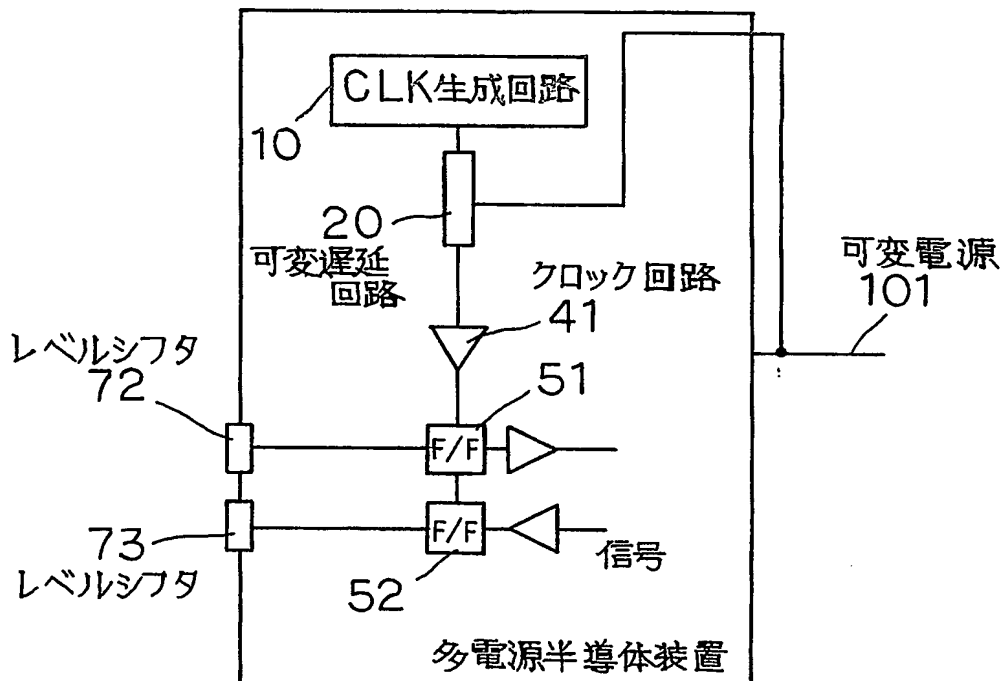 CLK生成回路
10
20
可変遅延
回路
クロック回路
41
可変電源
101
レベルシフタ
72
51
F/F
F/F
73
レベルシフタ
52
信号
多電源半導体装置